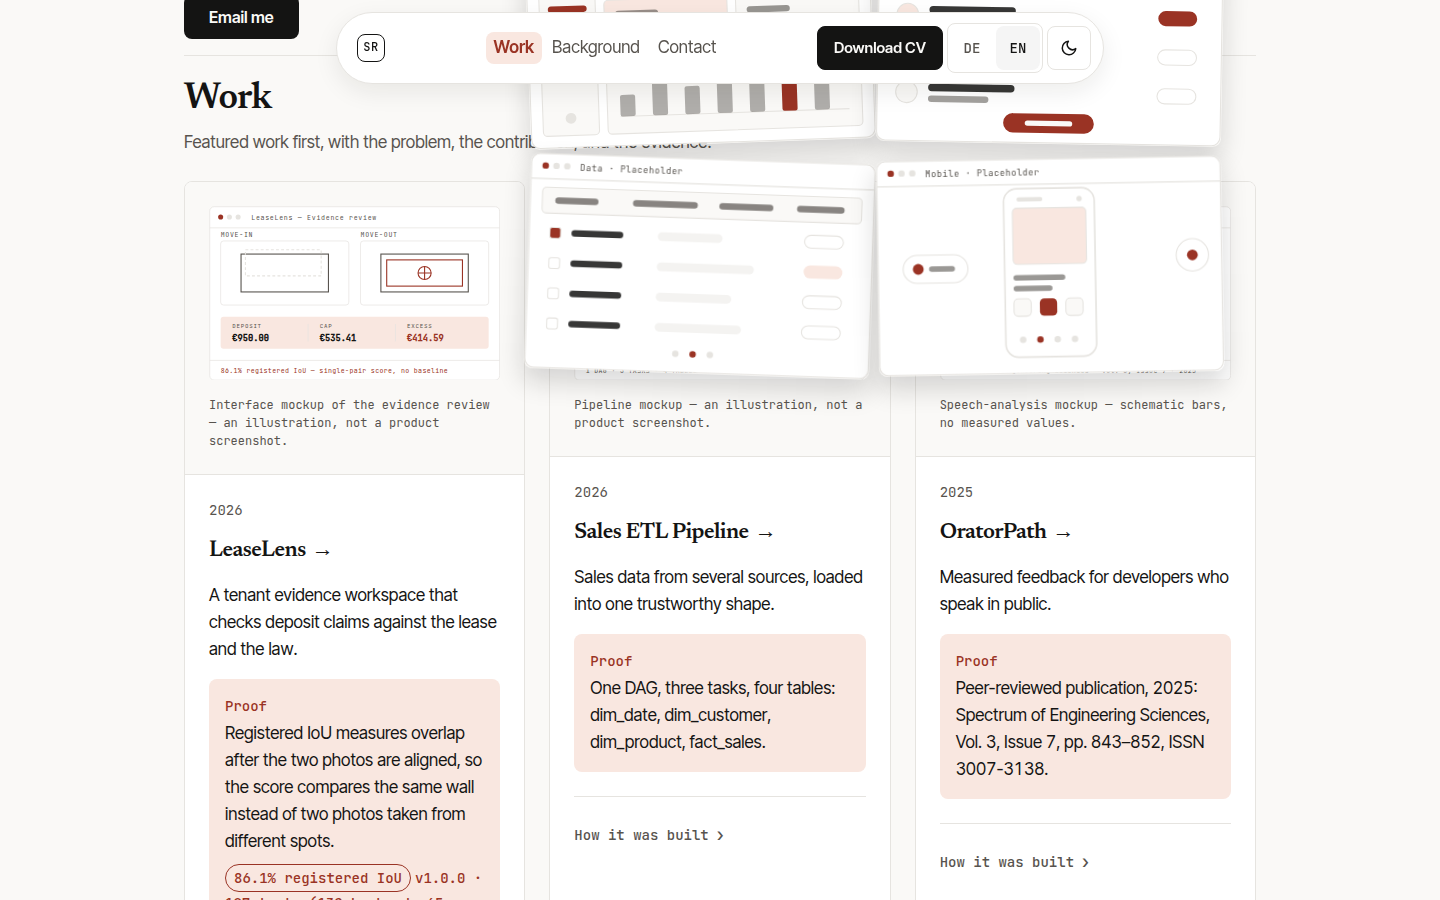 Email me
SR
Work
Background
Contact
Download CV
DE
EN
Work
Featured work first, with the problem, the contrib
Data · Placeholder
Mobile · Placeholder
LeaseLens — Evidence review
MOVE-IN
MOVE-OUT
DEPOSIT
CAP
EXCESS
€950.00
€535.41
€414.59
86.1% registered IoU — single-pair score, no baseline
Interface mockup of the evidence review
— an illustration, not a product
screenshot.
2026
LeaseLens →
A tenant evidence workspace that
checks deposit claims against the lease
and the law.
Proof
Registered IoU measures overlap
after the two photos are aligned, so
the score compares the same wall
instead of two photos taken from
different spots.
86.1% registered IoU v1.0.0 ·
Pipeline mockup — an illustration, not a
product screenshot.
2026
Sales ETL Pipeline →
Sales data from several sources, loaded
into one trustworthy shape.
Proof
One DAG, three tasks, four tables:
dim_date, dim_customer,
dim_product, fact_sales.
How it was built ›
Speech-analysis mockup — schematic bars,
no measured values.
2025
OratorPath →
Measured feedback for developers who
speak in public.
Proof
Peer-reviewed publication, 2025:
Spectrum of Engineering Sciences,
Vol. 3, Issue 7, pp. 843–852, ISSN
3007-3138.
How it was built ›